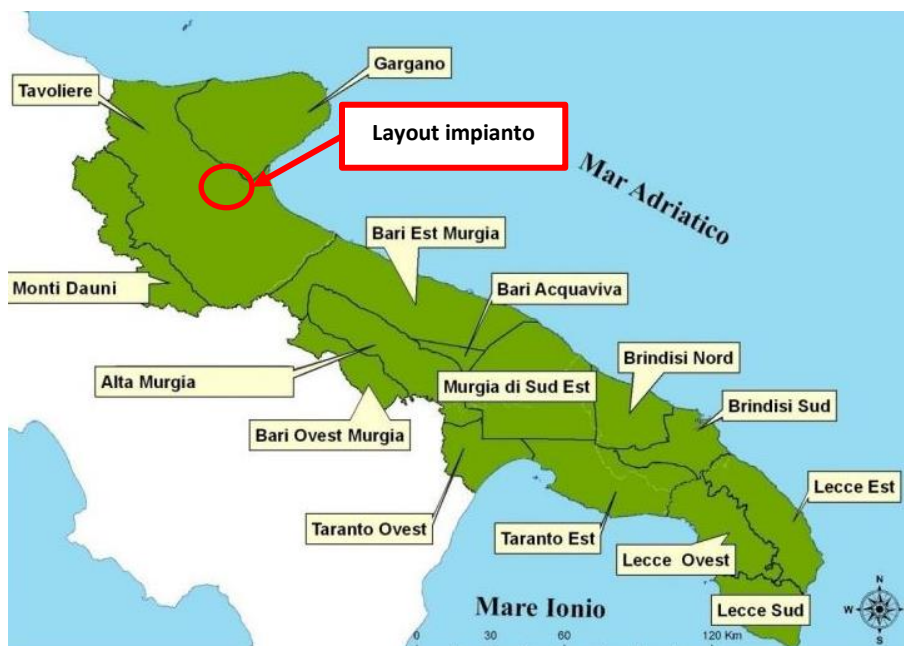 Gargano
Tavoliere
Layout impianto
Mar Adriatico
Bari Est Murgia
Monti Dauni
Bari Acquaviva
Brindisi Nord
Alta Murgia
Murgia di Sud Est
Brindisi Sud
Bari Ovest Murgia
Lecce Est
Taranto Ovest
Taranto Est
Lecce Ovest
Mare Ionio
Lecce Sud
N
W
E
S
0 30 60 120 Km